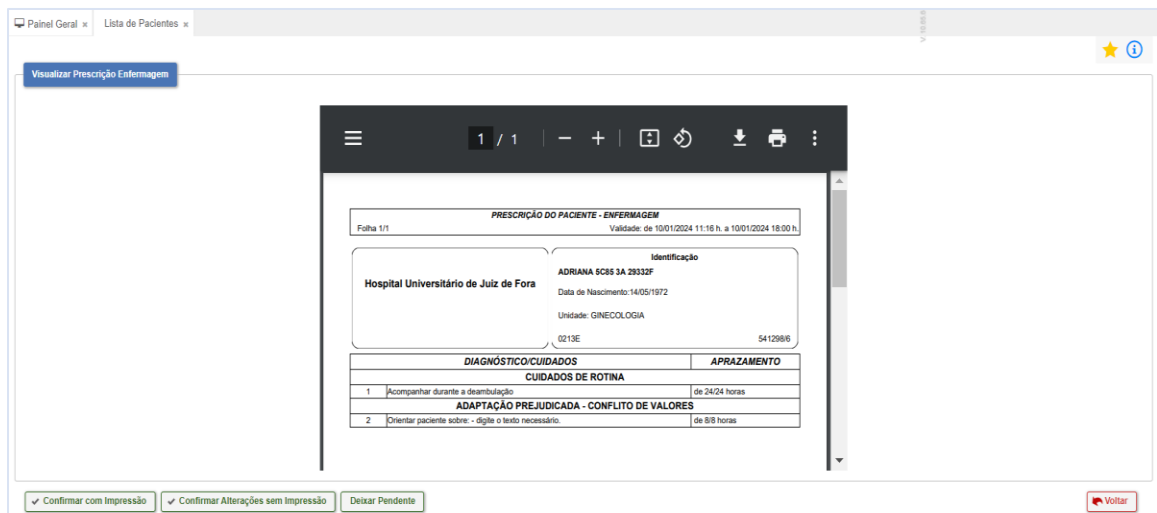 Painel Geral × Lista de Pacientes ×
Visualizar Prescrição Enfermagem
1 / 1
PRESCRIÇÃO DO PACIENTE - ENFERMAGEM
Folha 1/1 Validade: de 10/01/2024 11:16 h. a 10/01/2024 18:00 h.
Identificação
Hospital Universitário de Juiz de Fora
ADRIANA 5C85 3A 29332F
Data de Nascimento:14/05/1972
Unidade: GINECOLOGIA
0213E 541298/6
DIAGNÓSTICO/CUIDADOS APRAZAMENTO
CUIDADOS DE ROTINA
1 Acompanhar durante a deambulação de 24/24 horas
ADAPTAÇÃO PREJUDICADA - CONFLITO DE VALORES
2 Orientar paciente sobre: - digite o texto necessário. de 8/8 horas
Confirmar com Impressão Confirmar Alterações sem Impressão Deixar Pendente Voltar